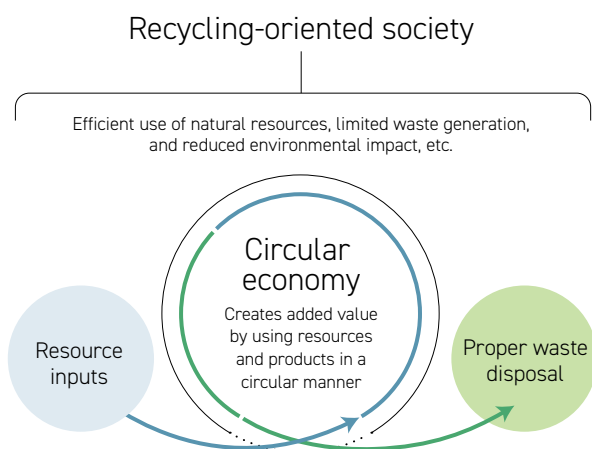 Recycling-oriented society
Efficient use of natural resources, limited waste generation,
and reduced environmental impact, etc.
Circular
economy
Creates added value
by using resources
and products in a
circular manner
Resource
inputs
Proper waste
disposal